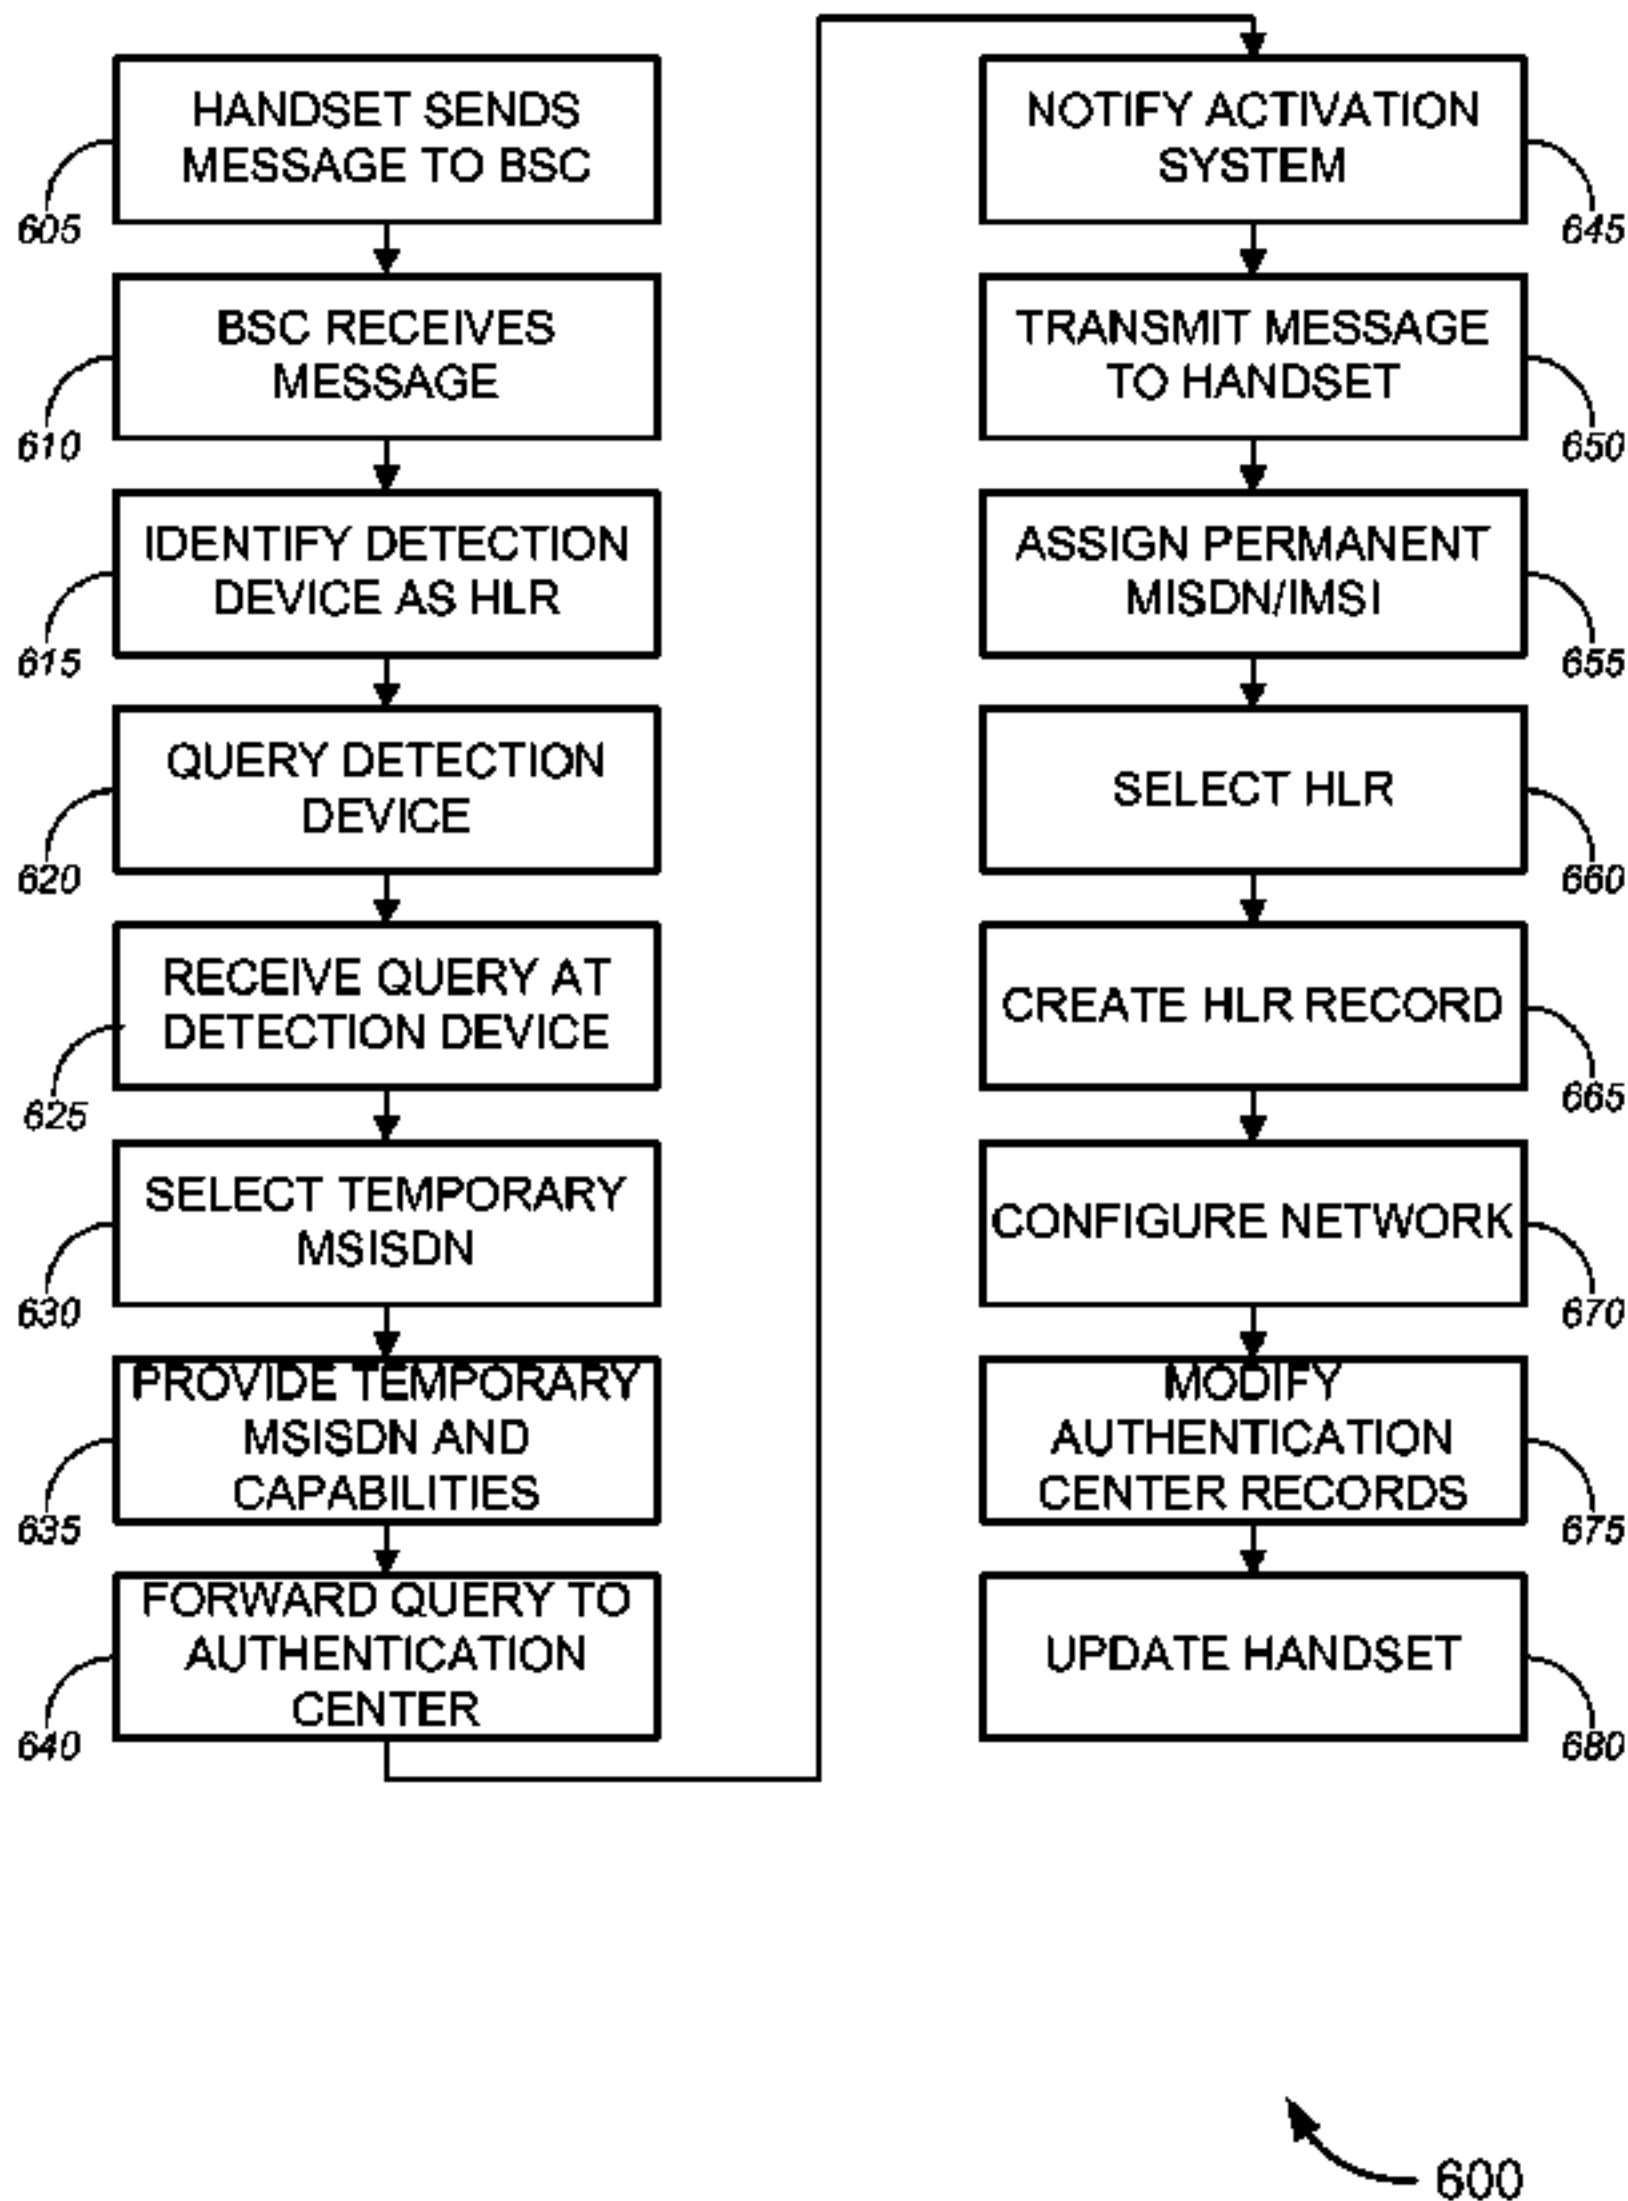 HANDSET SENDS
MESSAGE TO BSC
605
BSC RECEIVES
MESSAGE
610
IDENTIFY DETECTION
DEVICE AS HLR
615
QUERY DETECTION
DEVICE
620
RECEIVE QUERY AT
DETECTION DEVICE
625
SELECT TEMPORARY
MSISDN
630
PROVIDE TEMPORARY
MSISDN AND
CAPABILITIES
635
FORWARD QUERY TO
AUTHENTICATION
CENTER
640
NOTIFY ACTIVATION
SYSTEM
645
TRANSMIT MESSAGE
TO HANDSET
650
ASSIGN PERMANENT
MISDN/IMSI
655
SELECT HLR
660
CREATE HLR RECORD
665
CONFIGURE NETWORK
670
MODIFY
AUTHENTICATION
CENTER RECORDS
675
UPDATE HANDSET
680
600